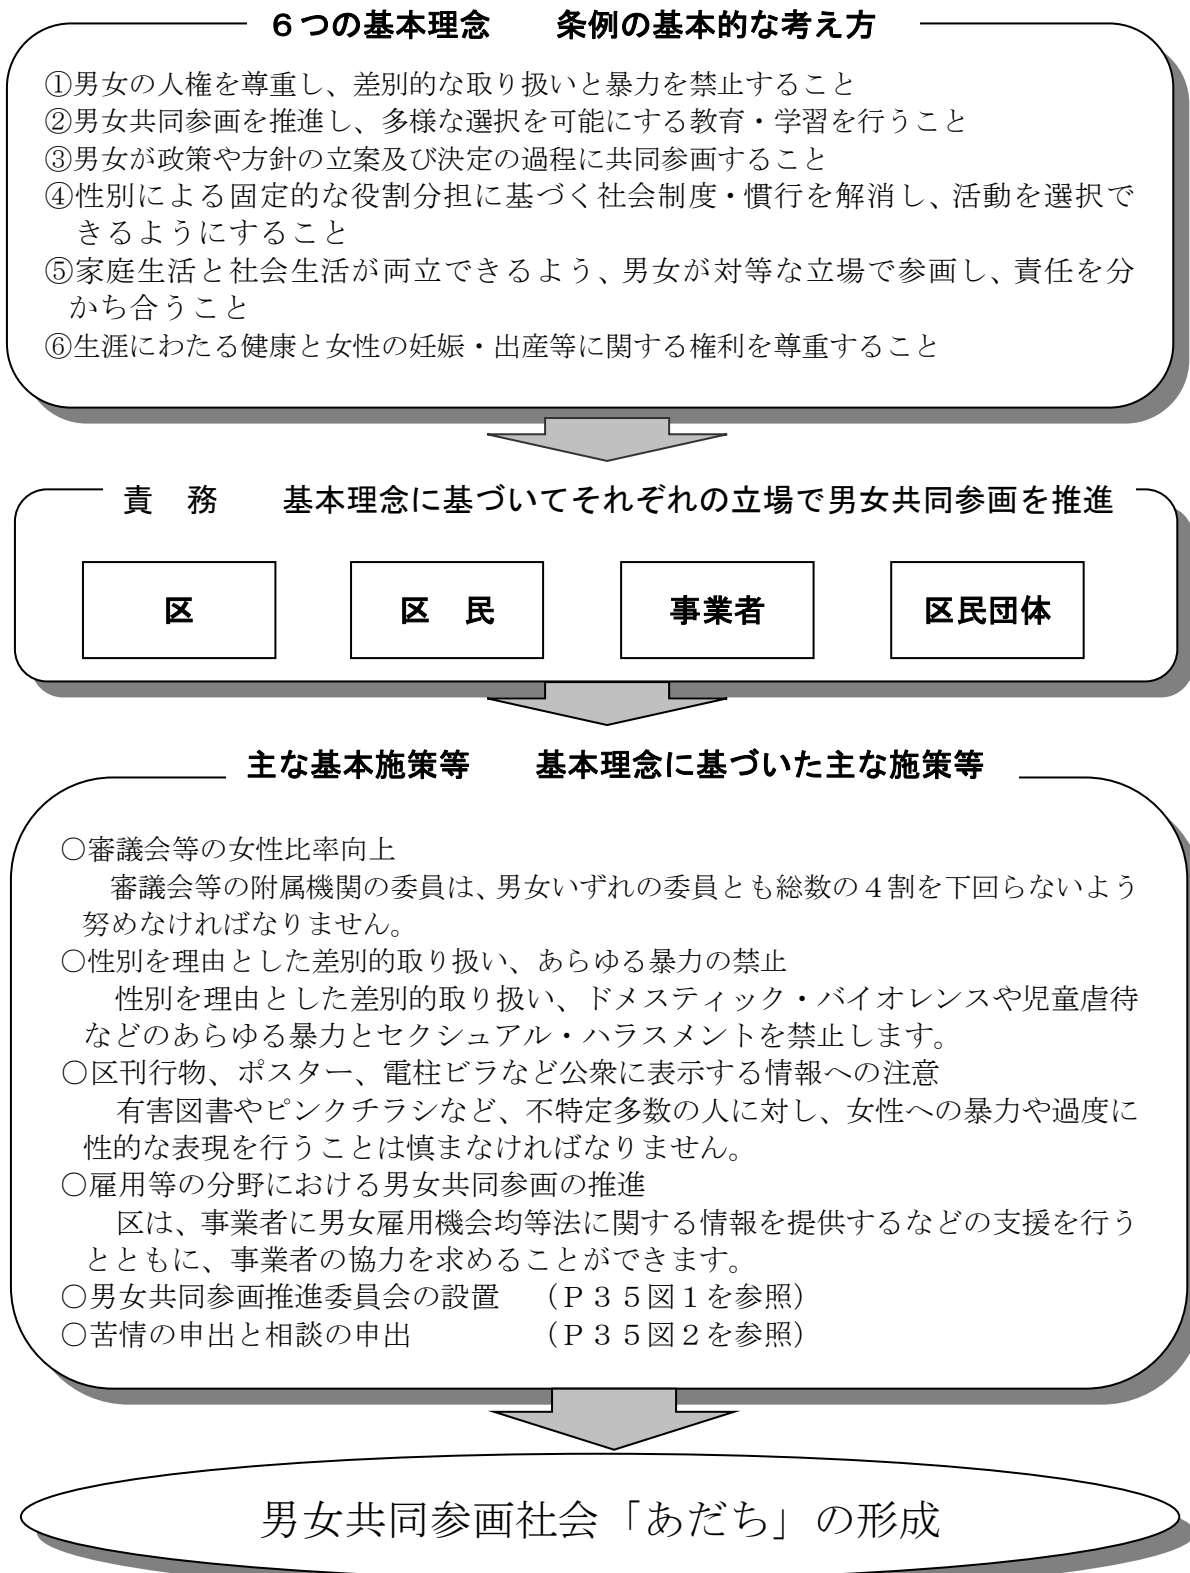 ６つの基本理念　　条例の基本的な考え方
①男女の人権を尊重し、差別的な取り扱いと暴力を禁止すること
②男女共同参画を推進し、多様な選択を可能にする教育・学習を行うこと
③男女が政策や方針の立案及び決定の過程に共同参画すること
④性別による固定的な役割分担に基づく社会制度・慣行を解消し、活動を選択で
きるようにすること
⑤家庭生活と社会生活が両立できるよう、男女が対等な立場で参画し、責任を分
かち合うこと
⑥生涯にわたる健康と女性の妊娠・出産等に関する権利を尊重すること
責　務　　基本理念に基づいてそれぞれの立場で男女共同参画を推進
区　　区　民　　事業者　　区民団体
主な基本施策等　　基本理念に基づいた主な施策等
○審議会等の女性比率向上
審議会等の附属機関の委員は、男女いずれの委員とも総数の４割を下回らないよう
努めなければなりません。
○性別を理由とした差別的取り扱い、あらゆる暴力の禁止
性別を理由とした差別的取り扱い、ドメスティック・バイオレンスや児童虐待
などのあらゆる暴力とセクシュアル・ハラスメントを禁止します。
○区刊行物、ポスター、電柱ビラなど公衆に表示する情報への注意
有害図書やピンクチラシなど、不特定多数の人に対し、女性への暴力や過度に
性的な表現を行うことは慎まなければなりません。
○雇用等の分野における男女共同参画の推進
区は、事業者に男女雇用機会均等法に関する情報を提供するなどの支援を行う
とともに、事業者の協力を求めることができます。
○男女共同参画推進委員会の設置　（Ｐ３５図１を参照）
○苦情の申出と相談の申出　　　　（Ｐ３５図２を参照）
男女共同参画社会「あだち」の形成